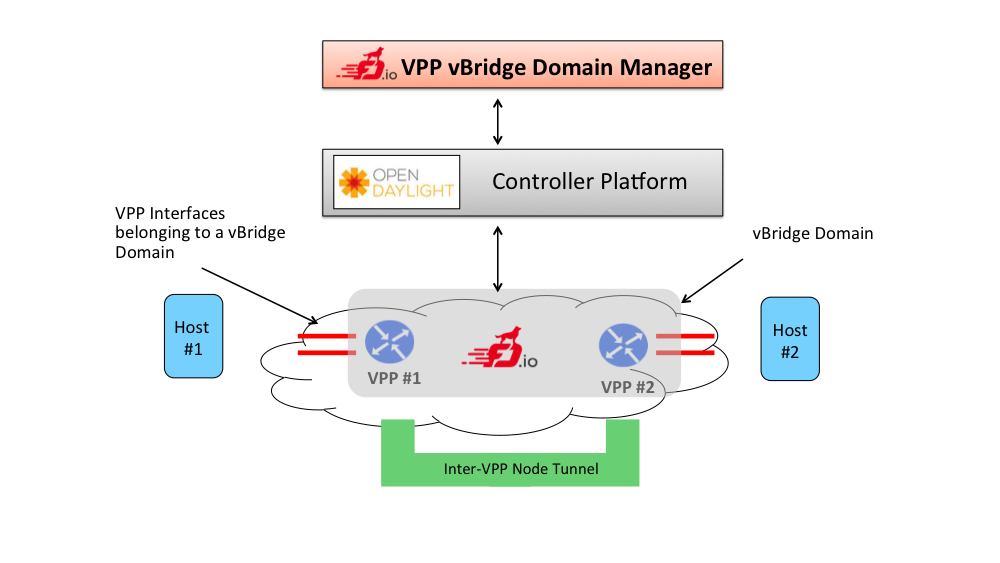 .io VPP vBridge Domain Manager
OPEN
DAYLIGHT
Controller Platform
VPP Interfaces
belonging to a vBridge
Domain
vBridge Domain
Host
#1
Host
#2
VPP #1
.io
VPP #2
Inter-VPP Node Tunnel